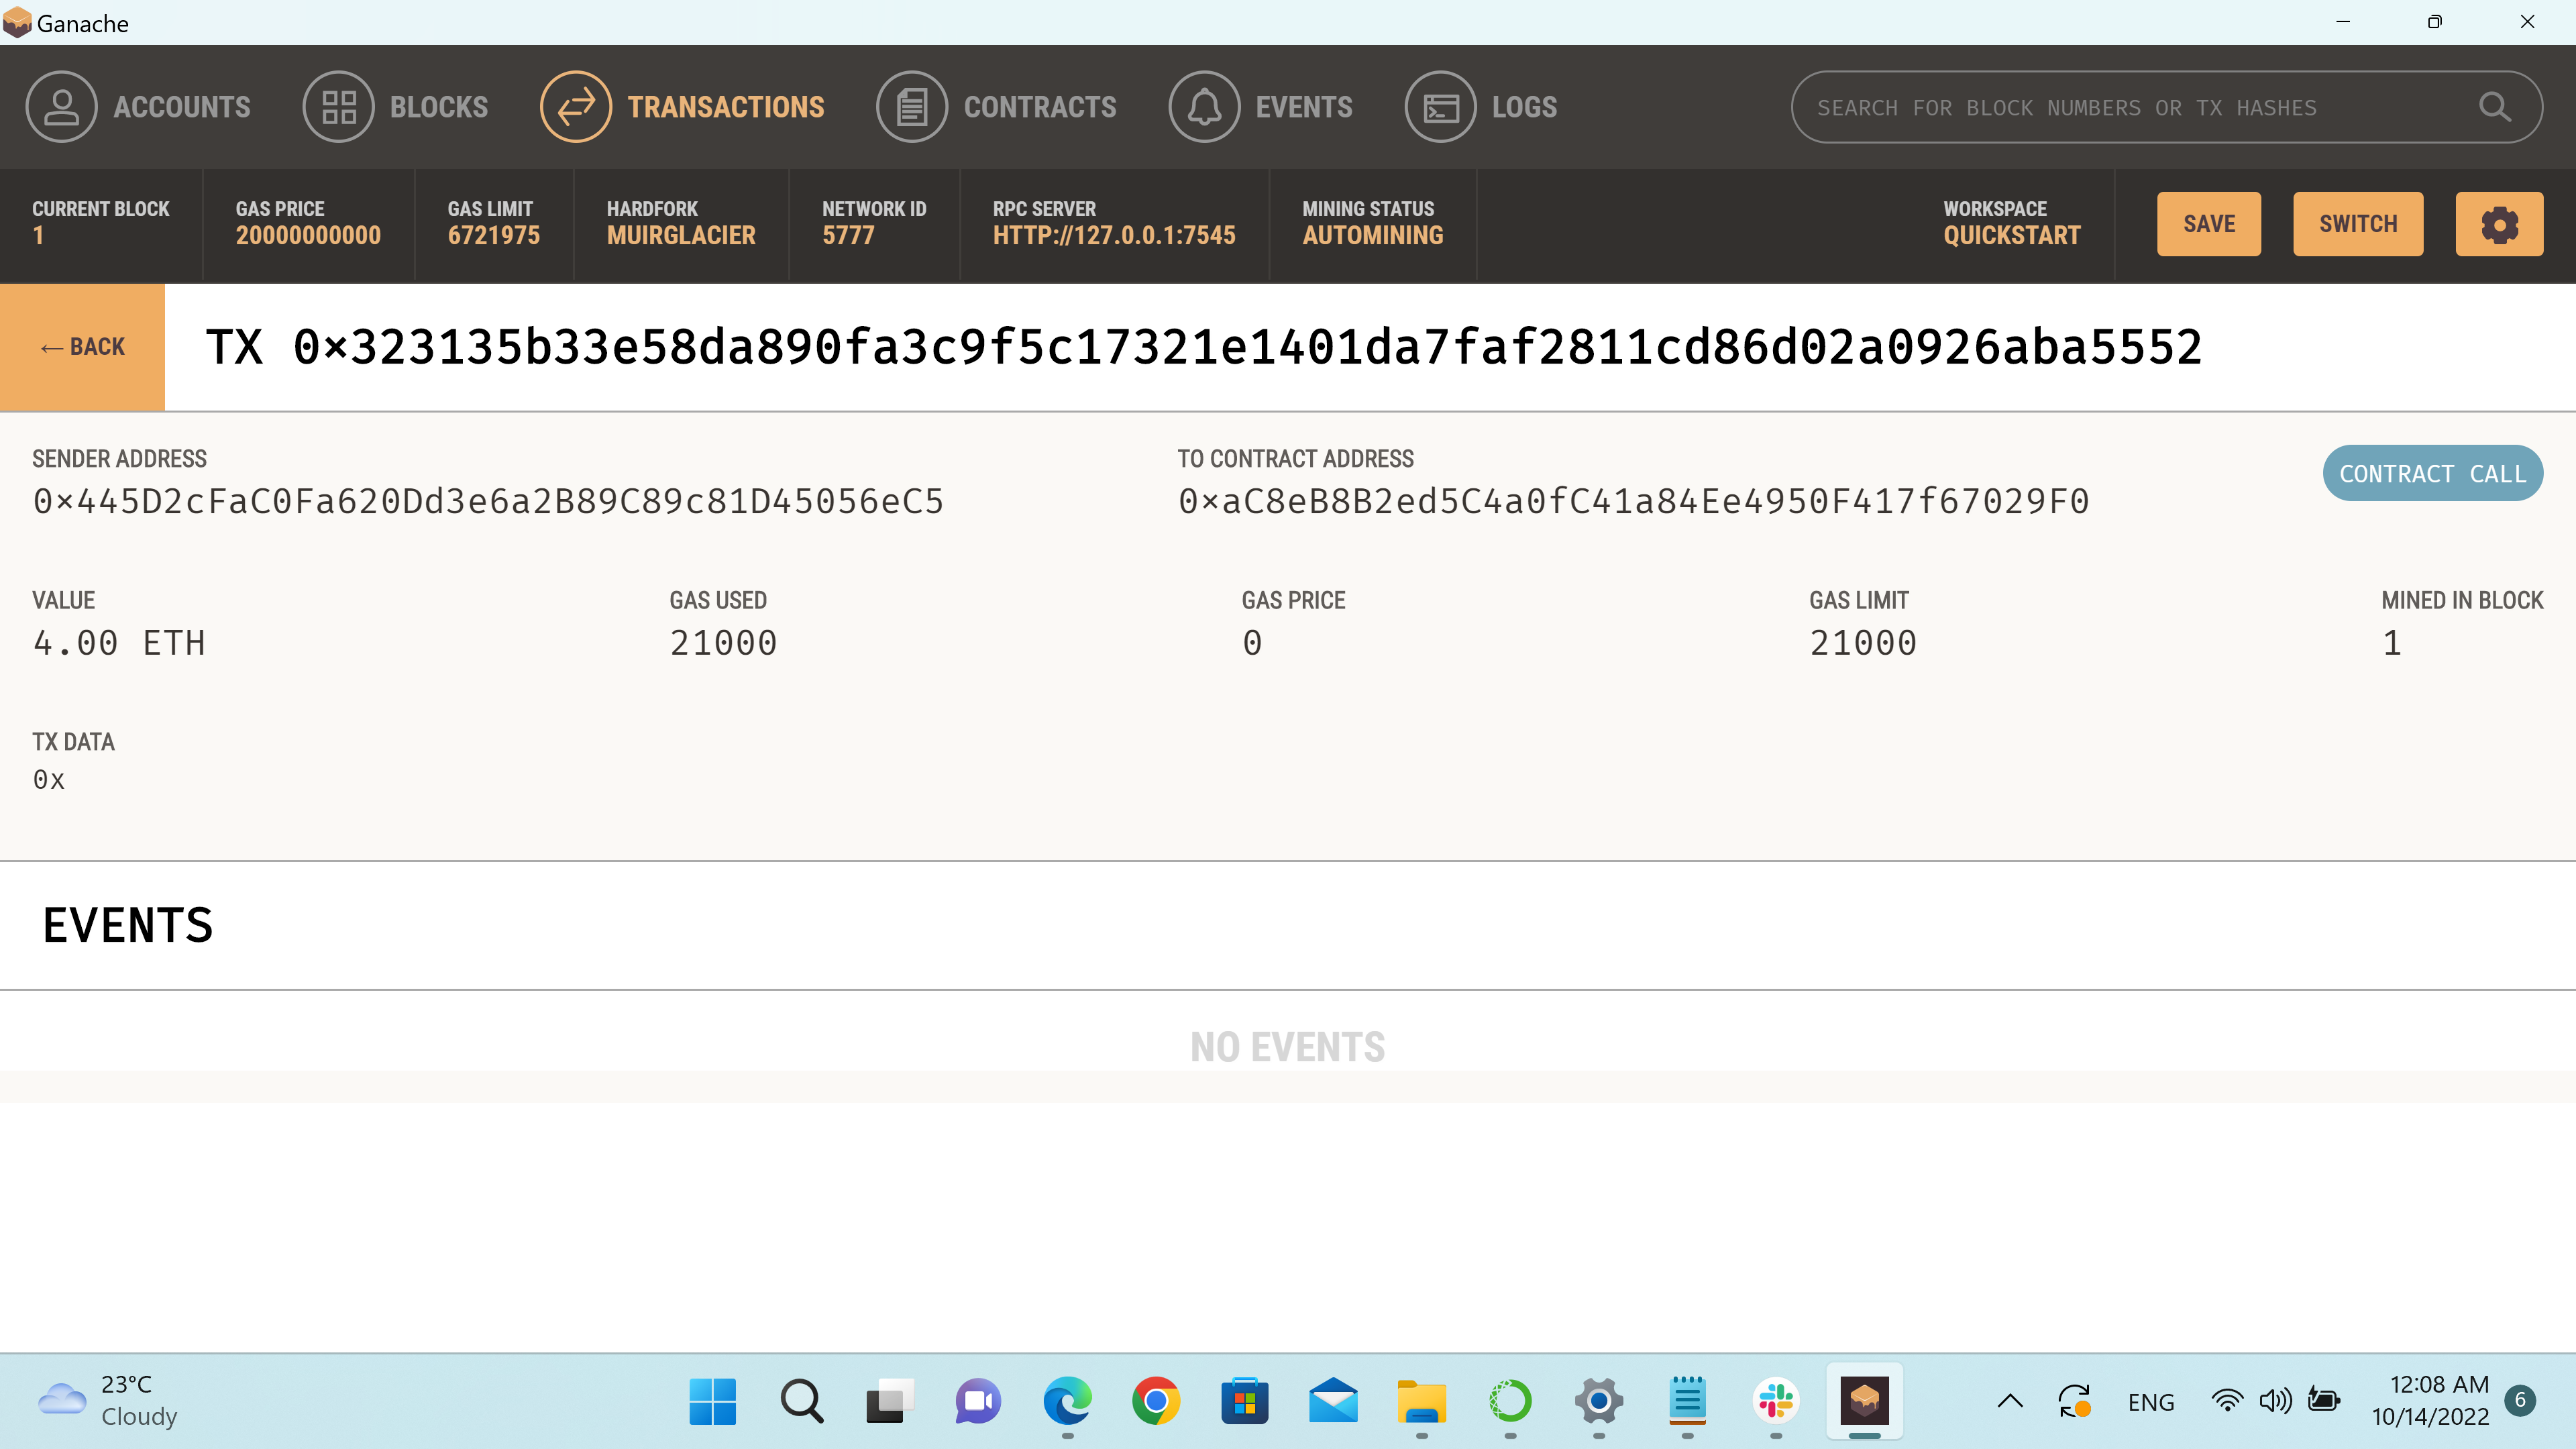 Ganache
ACCOUNTS BLOCKS TRANSACTIONS CONTRACTS EVENTS LOGS SEARCH FOR BLOCK NUMBERS OR TX HASHES
CURRENT BLOCK GAS PRICE GAS LIMIT HARDFORK NETWORK ID RPC SERVER MINING STATUS WORKSPACE
1 20000000000 6721975 MUIRGLACIER 5777 HTTP://127.0.0.1:7545 AUTOMINING QUICKSTART SAVE SWITCH
← BACK TX 0×323135b33e58da890fa3c9f5c17321e1401da7faf2811cd86d02a0926aba5552
SENDER ADDRESS TO CONTRACT ADDRESS
0×445D2cFaC0Fa620Dd3e6a2B89C89c81D45056eC5 0×aC8eB8B2ed5C4a0fC41a84Ee4950F417f67029F0 CONTRACT CALL
VALUE GAS USED GAS PRICE GAS LIMIT MINED IN BLOCK
4.00 ETH 21000 0 21000 1
TX DATA
0x
EVENTS
NO EVENTS
23°C
Cloudy
ENG
12:08 AM
10/14/2022
6